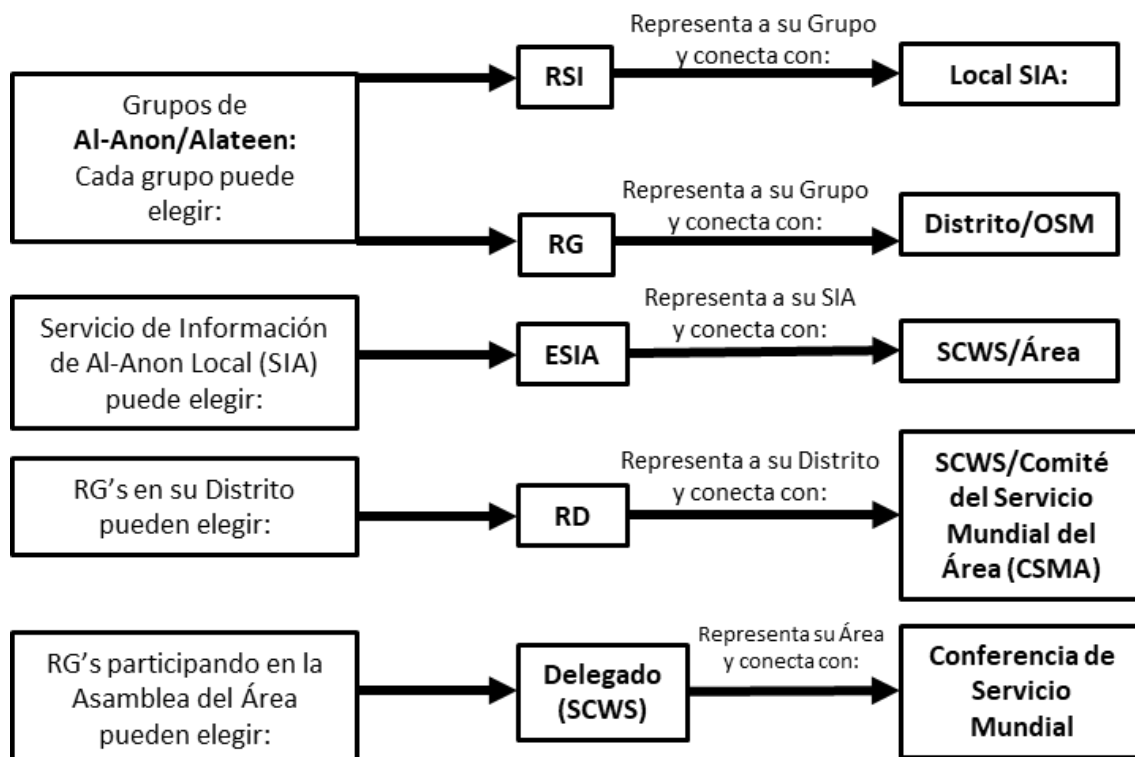 Grupos de
Al-Anon/Alateen:
Cada grupo puede
elegir:
RSI
Representa a su Grupo
y conecta con:
Local SIA:
RG
Representa a su Grupo
y conecta con:
Distrito/OSM
Servicio de Información
de Al-Anon Local (SIA)
puede elegir:
ESIA
Representa a su SIA
y conecta con:
SCWS/Área
RG's en su Distrito
pueden elegir:
RD
Representa a su Distrito
y conecta con:
SCWS/Comité
del Servicio
Mundial del
Área (CSMA)
RG's participando en la
Asamblea del Área
pueden elegir:
Delegado
(SCWS)
Representa su Área
y conecta con:
Conferencia de
Servicio
Mundial